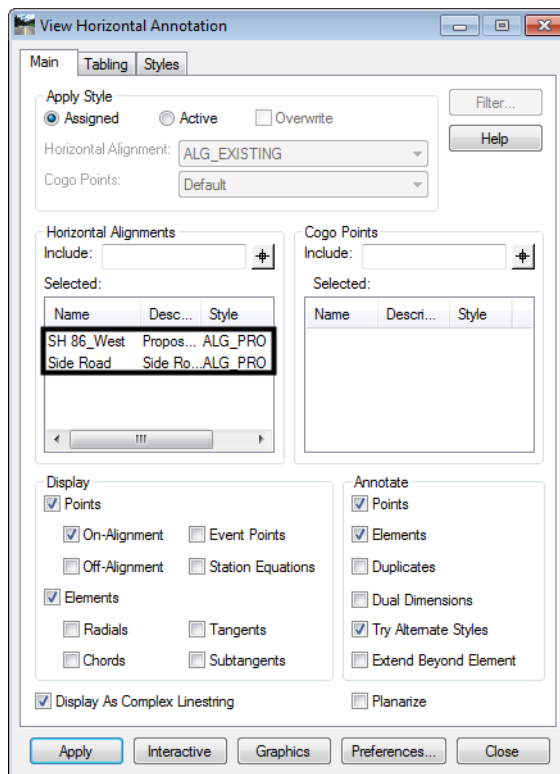 View Horizontal Annotation
Main Tabling Styles
Apply Style
Assigned Active Overwrite
Filter...
Horizontal Alignment: ALG_EXISTING
Help
Cogo Points: Default
Horizontal Alignments Cogo Points
Include: Include:
Selected: Selected:
Name Desc... Style Name Descri... Style
SH 86_West Propos... ALG_PRO
Side Road Side Ro...ALG_PRO
Display Annotate
Points Points
On-Alignment Event Points Elements
Off-Alignment Station Equations Duplicates
Elements Dual Dimensions
Radials Tangents Try Alternate Styles
Chords Subtangents Extend Beyond Element
Display As Complex Linestring Planarize
Apply Interactive Graphics Preferences... Close